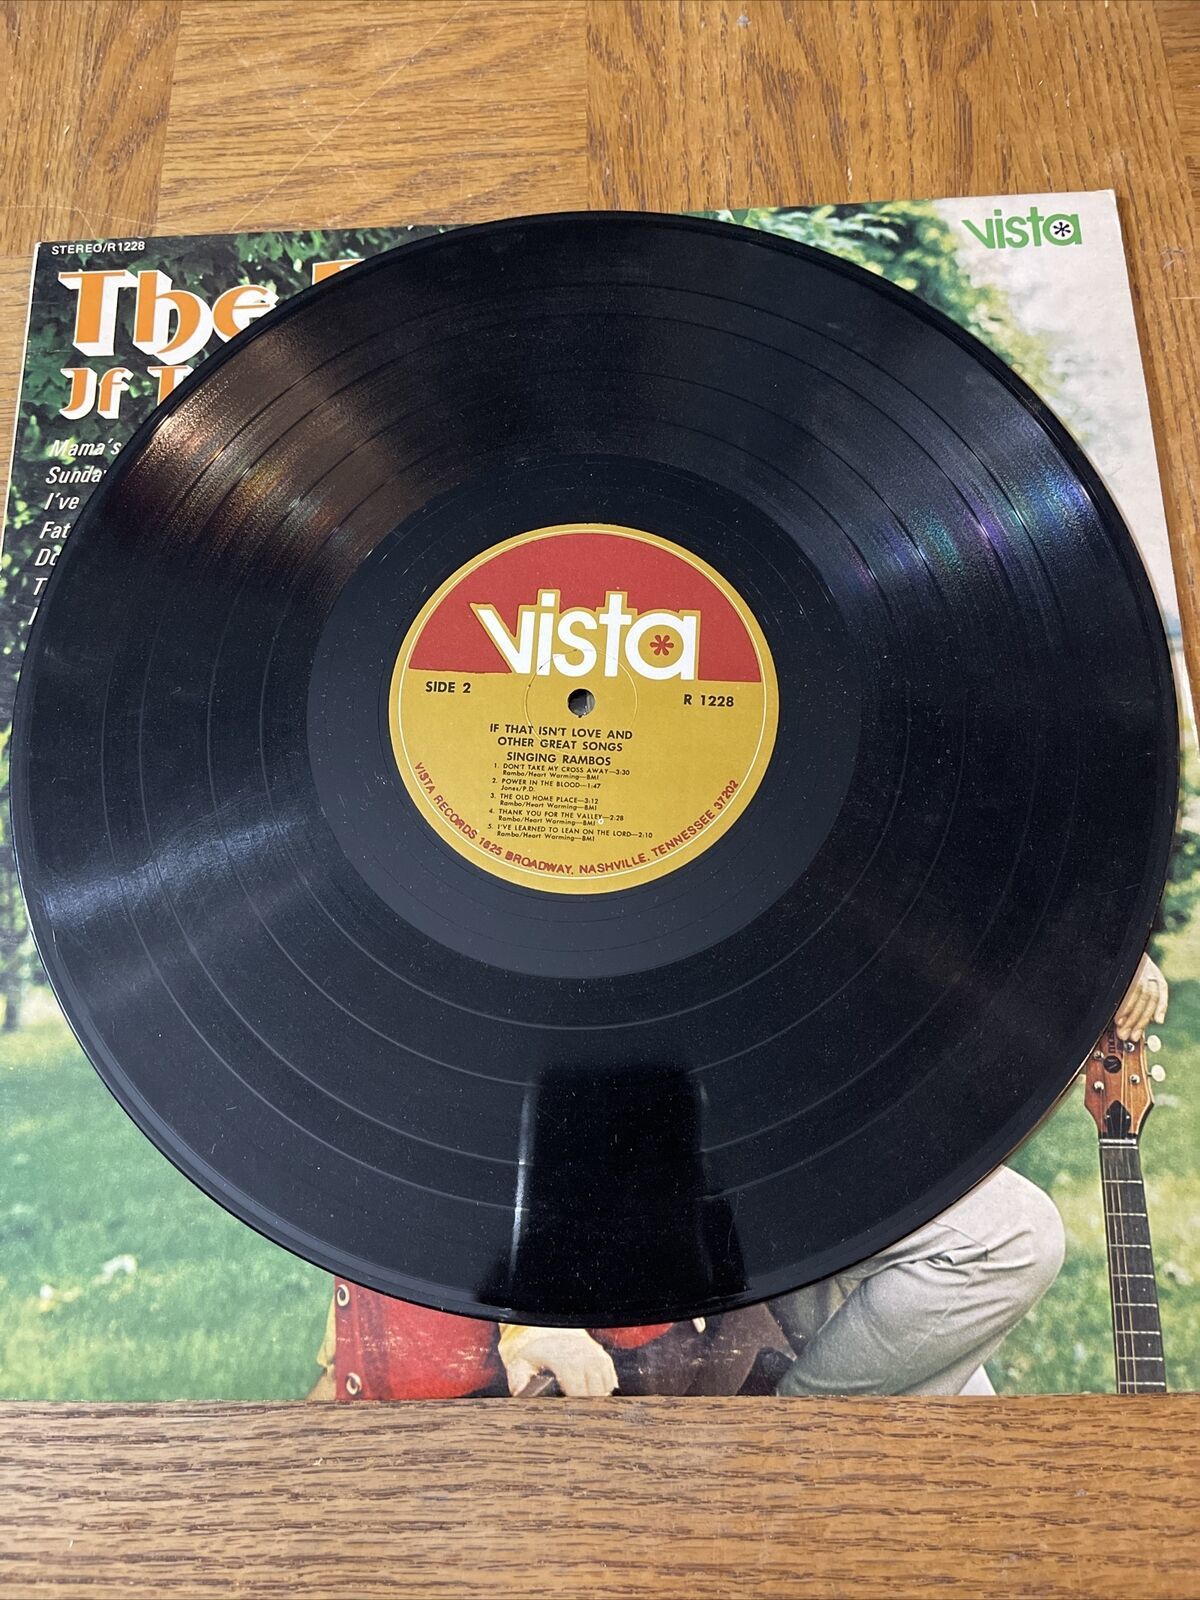 STEREO/R1228
vista
The
If T
Mama's
Sunda
I've
Fat
Do
T
vista
SIDE 2
R 1228
IF THAT ISN'T LOVE AND
OTHER GREAT SONGS
SINGING RAMBOS
1. DON'T TAKE MY CROSS AWAY—3:30
Rambo/Heart Warming—BMI
2. POWER IN THE BLOOD—1:47
Jones/P.D.
3. THE OLD HOME PLACE—3:12
Rambo/Heart Warming—BMI
4. THANK YOU FOR THE VALLEY—2:28
Rambo/Heart Warming—BMI
5. I'VE LEARNED TO LEAN ON THE LORD—2:10
Rambo/Heart Warming—BMI
VISTA RECORDS 1625 BROADWAY, NASHVILLE, TENNESSEE 37202